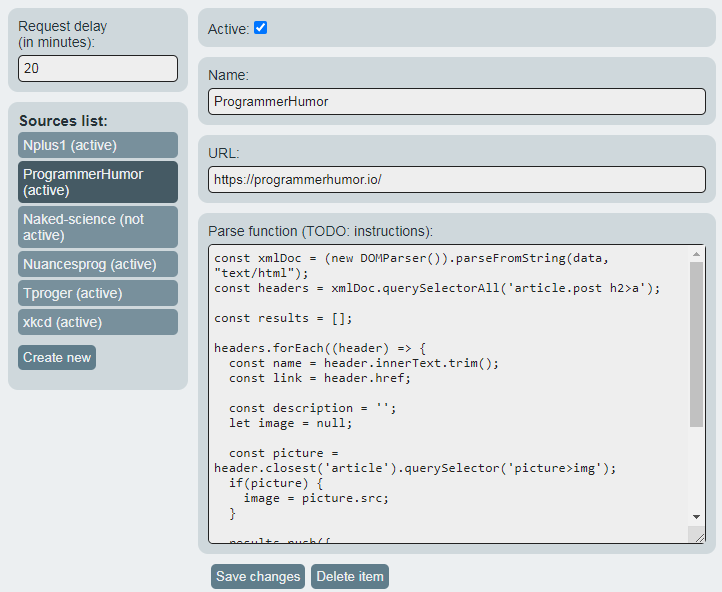 Request delay
(in minutes):
20
Sources list:
Nplus1 (active)
ProgrammerHumor
(active)
Naked-science (not
active)
Nuancesprog (active)
Tproger (active)
xkcd (active)
Create new
Active:
Name:
ProgrammerHumor
URL:
https://programmerhumor.io/
Parse function (TODO: instructions):
const xmlDoc = (new DOMParser()).parseFromString(data,
"text/html");
const headers = xmlDoc.querySelectorAll('article.post h2>a');
const results = [];
headers.forEach((header) => {
const name = header.innerText.trim();
const link = header.href;
const description = '';
let image = null;
const picture =
header.closest('article').querySelector('picture>img');
if(picture) {
image = picture.src;
}
results.push({
Save changes
Delete item